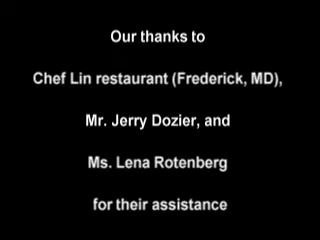 Our thanks to
Chef Lin restaurant (Frederick, MD),
Mr. Jerry Dozier, and
Ms. Lena Rotenberg
for their assistance